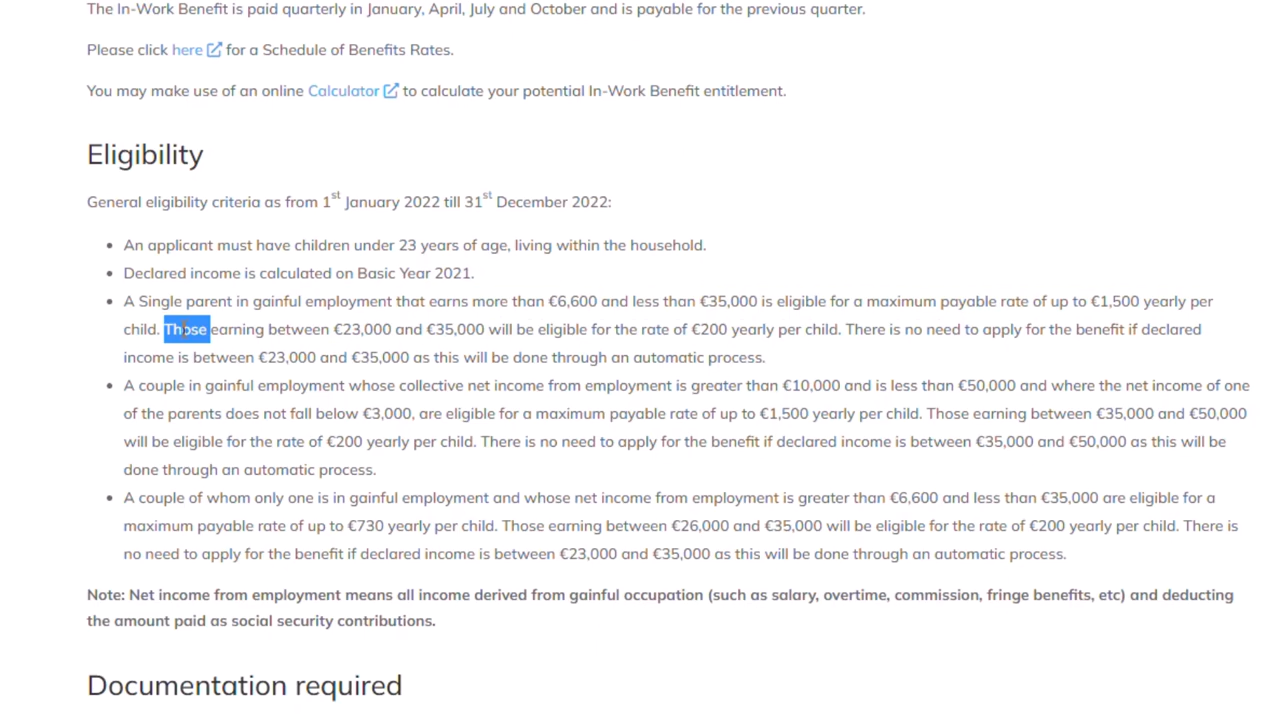 The In-Work Benefit is paid quarterly in January, April, July and October and is payable for the previous quarter.
Please click here for a Schedule of Benefits Rates.
You may make use of an online Calculator to calculate your potential In-Work Benefit entitlement.
Eligibility
General eligibility criteria as from 1st January 2022 till 31st December 2022:
• An applicant must have children under 23 years of age, living within the household.
• Declared income is calculated on Basic Year 2021.
• A Single parent in gainful employment that earns more than €6,600 and less than €35,000 is eligible for a maximum payable rate of up to €1,500 yearly per
child. Those earning between €23,000 and €35,000 will be eligible for the rate of €200 yearly per child. There is no need to apply for the benefit if declared
income is between €23,000 and €35,000 as this will be done through an automatic process.
• A couple in gainful employment whose collective net income from employment is greater than €10,000 and is less than €50,000 and where the net income of one
of the parents does not fall below €3,000, are eligible for a maximum payable rate of up to €1,500 yearly per child. Those earning between €35,000 and €50,000
will be eligible for the rate of €200 yearly per child. There is no need to apply for the benefit if declared income is between €35,000 and €50,000 as this will be
done through an automatic process.
• A couple of whom only one is in gainful employment and whose net income from employment is greater than €6,600 and less than €35,000 are eligible for a
maximum payable rate of up to €730 yearly per child. Those earning between €26,000 and €35,000 will be eligible for the rate of €200 yearly per child. There is
no need to apply for the benefit if declared income is between €23,000 and €35,000 as this will be done through an automatic process.
Note: Net income from employment means all income derived from gainful occupation (such as salary, overtime, commission, fringe benefits, etc) and deducting
the amount paid as social security contributions.
Documentation required